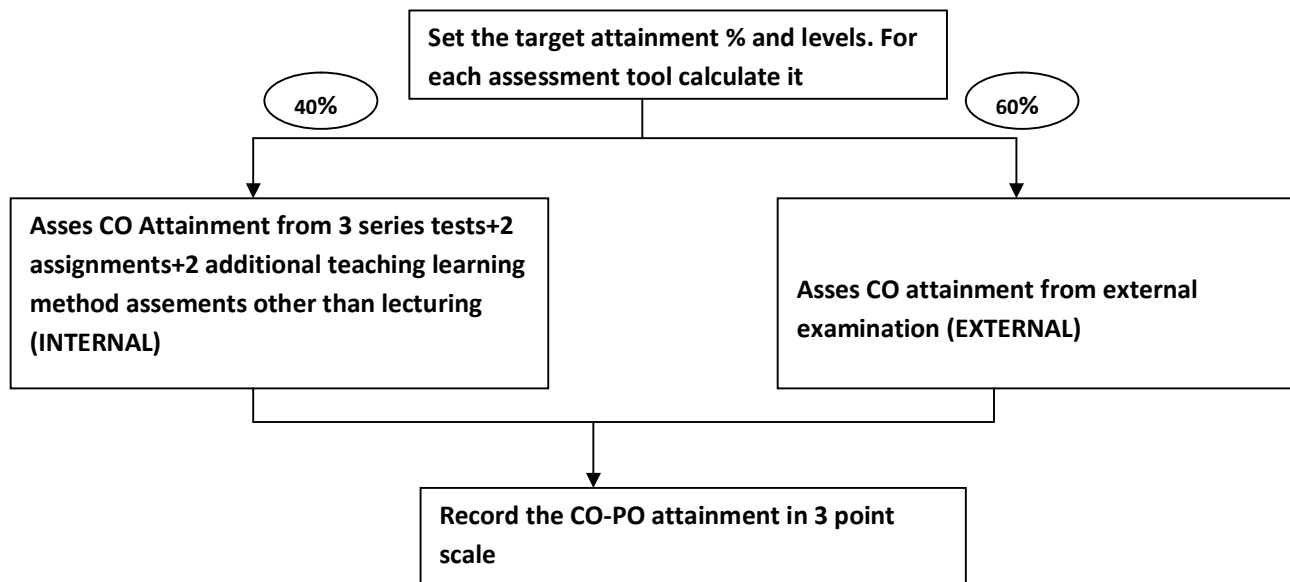 Set the target attainment % and levels. For
each assessment tool calculate it
40%
60%
Asses CO Attainment from 3 series tests+2
assignments+2 additional teaching learning
method assements other than lecturing
(INTERNAL)
Asses CO attainment from external
examination (EXTERNAL)
Record the CO-PO attainment in 3 point
scale